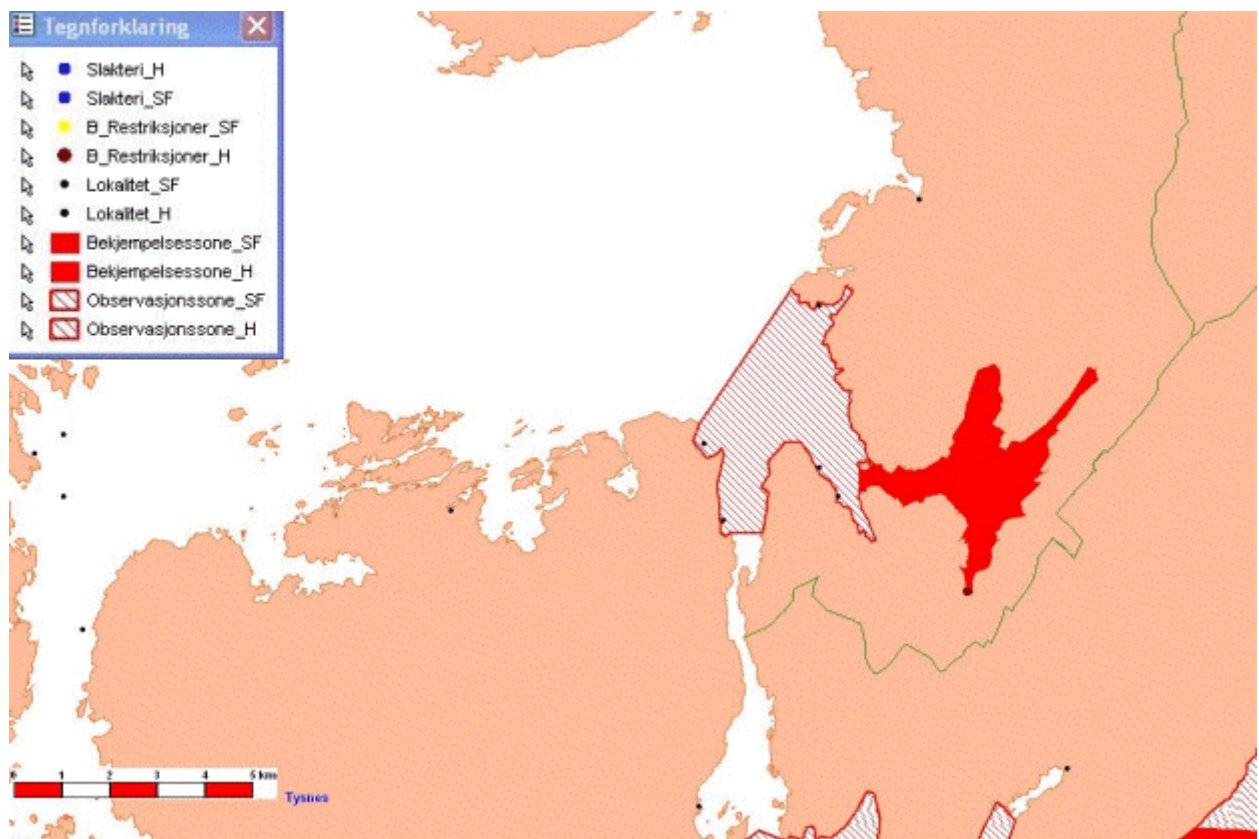 Tegnforklaring
Slakteri_H
Slakteri_SF
B_Restriksjoner_SF
B_Restriksjoner_H
Lokalitet_SF
Lokalitet_H
Bekjempelsessone_SF
Bekjempelsessone_H
Observasjonssone_SF
Observasjonssone_H
0 1 2 3 4 5 km
Tysnes